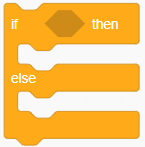 if then
else